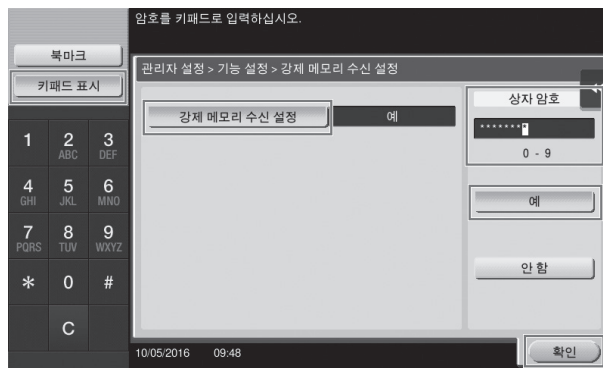 암호를 키패드로 입력하십시오.
북마크
키패드 표시
관리자 설정 > 기능 설정 > 강제 메모리 수신 설정
강제 메모리 수신 설정
예
상자 암호
********
0 - 9
예
안 함
1 2 ABC 3 DEF
4 GHI 5 JKL 6 MNO
7 PQRS 8 TUV 9 WXYZ
* 0 #
C
10/05/2016 09:48
확인